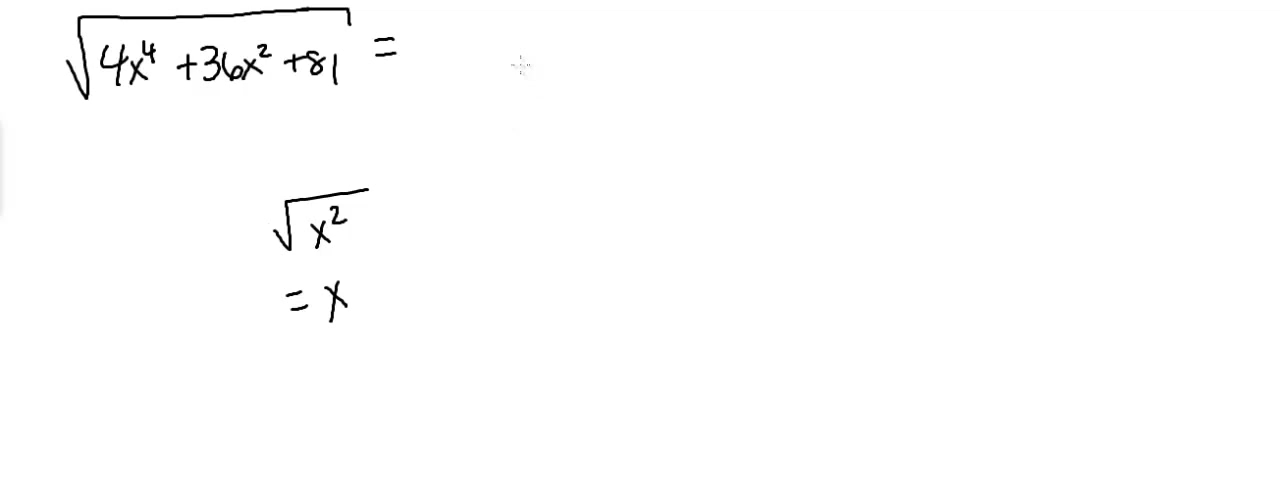 √4x⁴ +36x² +81 =
√x²
= x